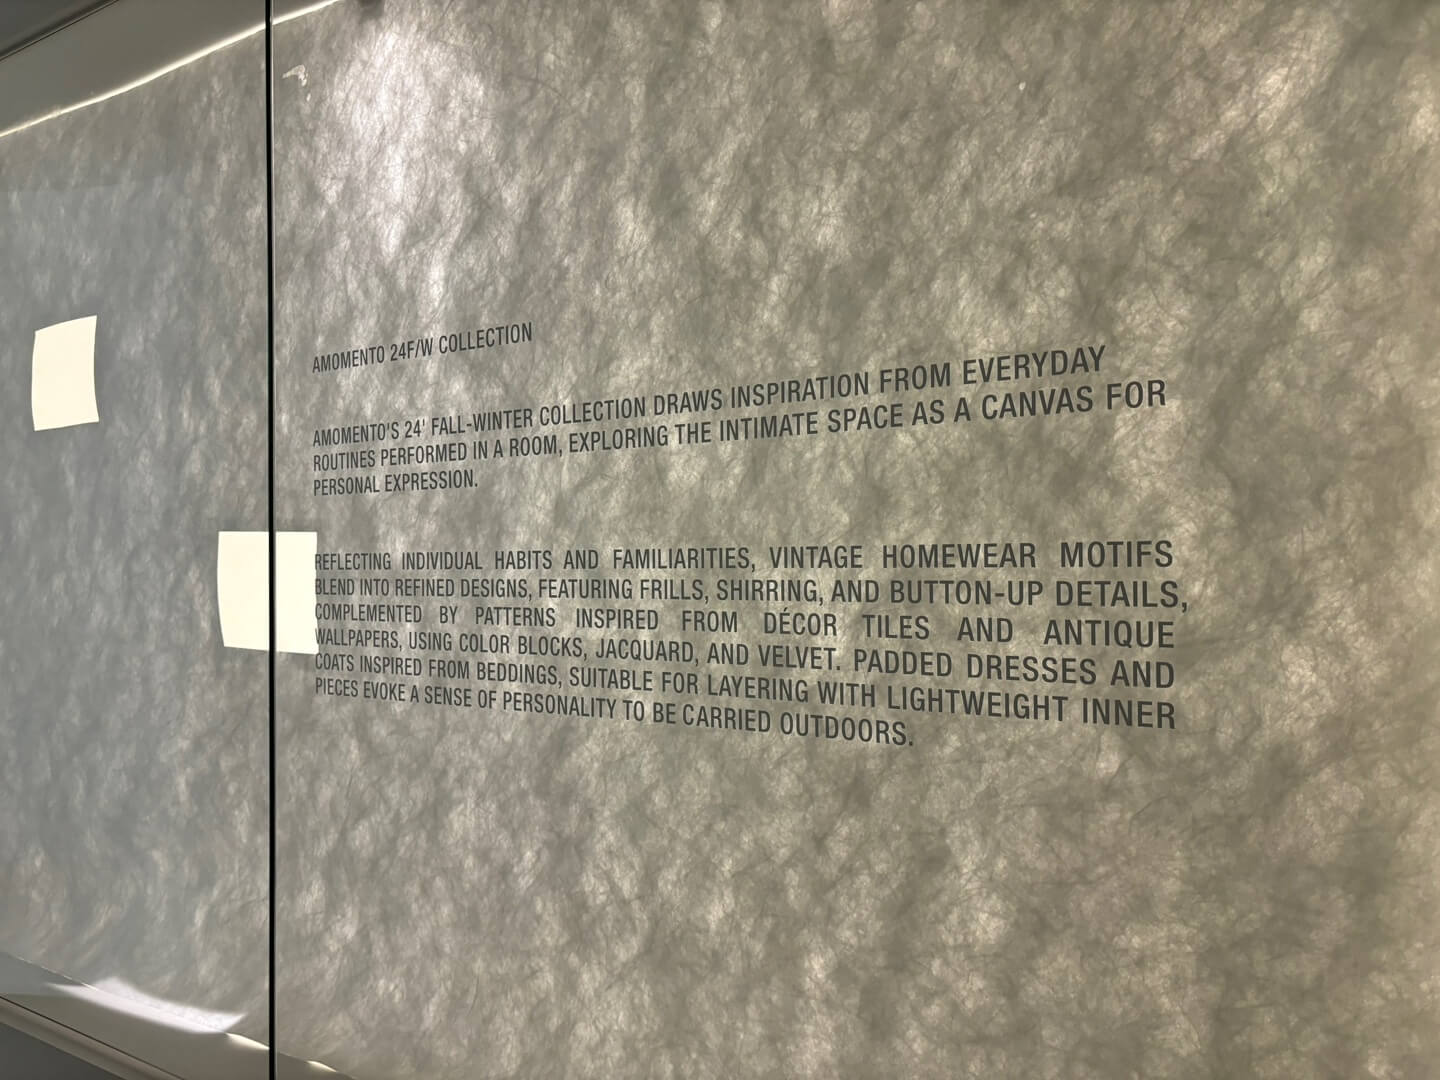 AMOMENTO 24F/W COLLECTION
AMOMENTO'S 24' FALL-WINTER COLLECTION DRAWS INSPIRATION FROM EVERYDAY
ROUTINES PERFORMED IN A ROOM, EXPLORING THE INTIMATE SPACE AS A CANVAS FOR
PERSONAL EXPRESSION.
REFLECTING INDIVIDUAL HABITS AND FAMILIARITIES, VINTAGE HOMEWEAR MOTIFS
BLEND INTO REFINED DESIGNS, FEATURING FRILLS, SHIRRING, AND BUTTON-UP DETAILS,
COMPLEMENTED BY PATTERNS INSPIRED FROM DÉCOR TILES AND ANTIQUE
WALLPAPERS, USING COLOR BLOCKS, JACQUARD, AND VELVET. PADDED DRESSES AND
COATS INSPIRED FROM BEDDINGS, SUITABLE FOR LAYERING WITH LIGHTWEIGHT INNER
PIECES EVOKE A SENSE OF PERSONALITY TO BE CARRIED OUTDOORS.